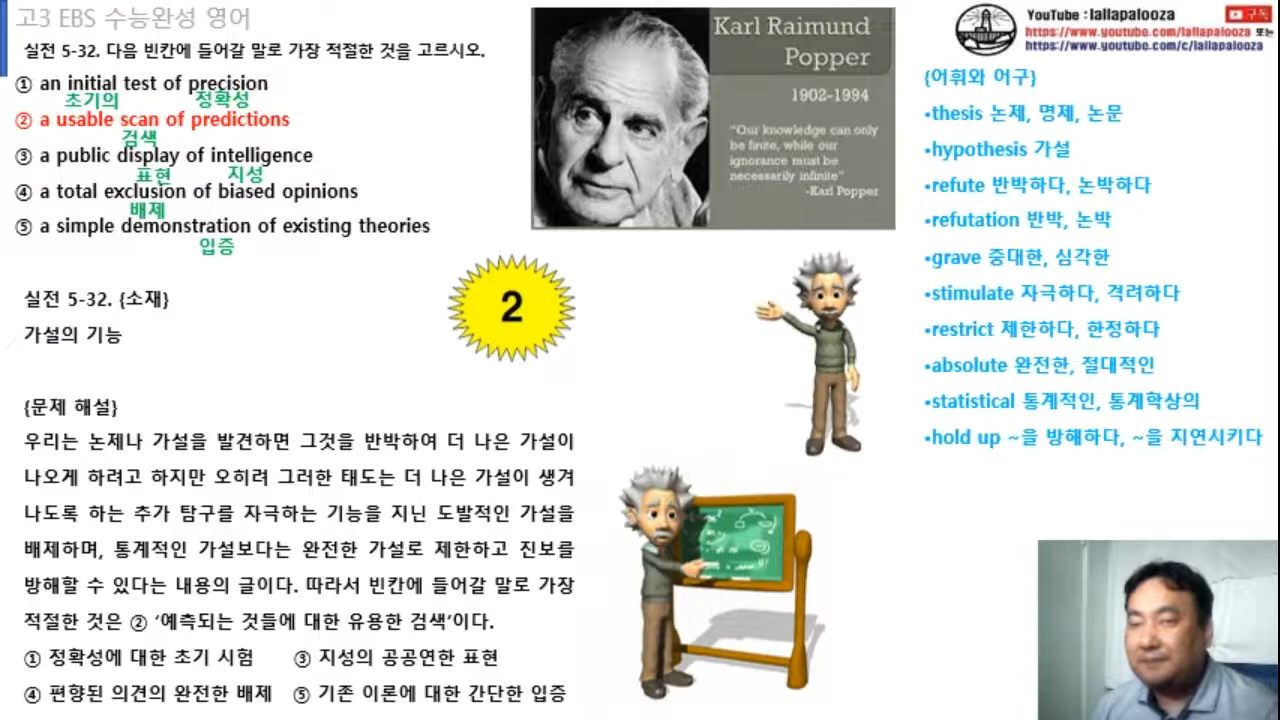 고3 EBS 수능완성 영어
실전 5-32. 다음 빈칸에 들어갈 말로 가장 적절한 것을 고르시오.
① an initial test of precision
초기의 정확성
② a usable scan of predictions
검색
③ a public display of intelligence
표현 지성
④ a total exclusion of biased opinions
배제
⑤ a simple demonstration of existing theories
입증
실전 5-32. {소재}
가설의 기능
2
{문제 해설}
우리는 논제나 가설을 발견하면 그것을 반박하여 더 나은 가설이
나오게 하려고 하지만 오히려 그러한 태도는 더 나은 가설이 생겨
나도록 하는 추가 탐구를 자극하는 기능을 지닌 도발적인 가설을
배제하며, 통계적인 가설보다는 완전한 가설로 제한하고 진보를
방해할 수 있다는 내용의 글이다. 따라서 빈칸에 들어갈 말로 가장
적절한 것은 ② ‘예측되는 것들에 대한 유용한 검색’이다.
① 정확성에 대한 초기 시험 ③ 지성의 공공연한 표현
④ 편향된 의견의 완전한 배제 ⑤ 기존 이론에 대한 간단한 입증
Karl Raimund
Popper
1902-1994
“Our knowledge can only
be finite, while our
ignorance must be
necessarily infinite”
-Karl Popper
YouTube : lallapalooza
구독
https://www.youtube.com/lallapalooza 또는
https://www.youtube.com/c/lallapalooza
{어휘와 어구}
•thesis 논제, 명제, 논문
•hypothesis 가설
•refute 반박하다, 논박하다
•refutation 반박, 논박
•grave 중대한, 심각한
•stimulate 자극하다, 격려하다
•restrict 제한하다, 한정하다
•absolute 완전한, 절대적인
•statistical 통계적인, 통계학상의
•hold up ~을 방해하다, ~을 지연시키다